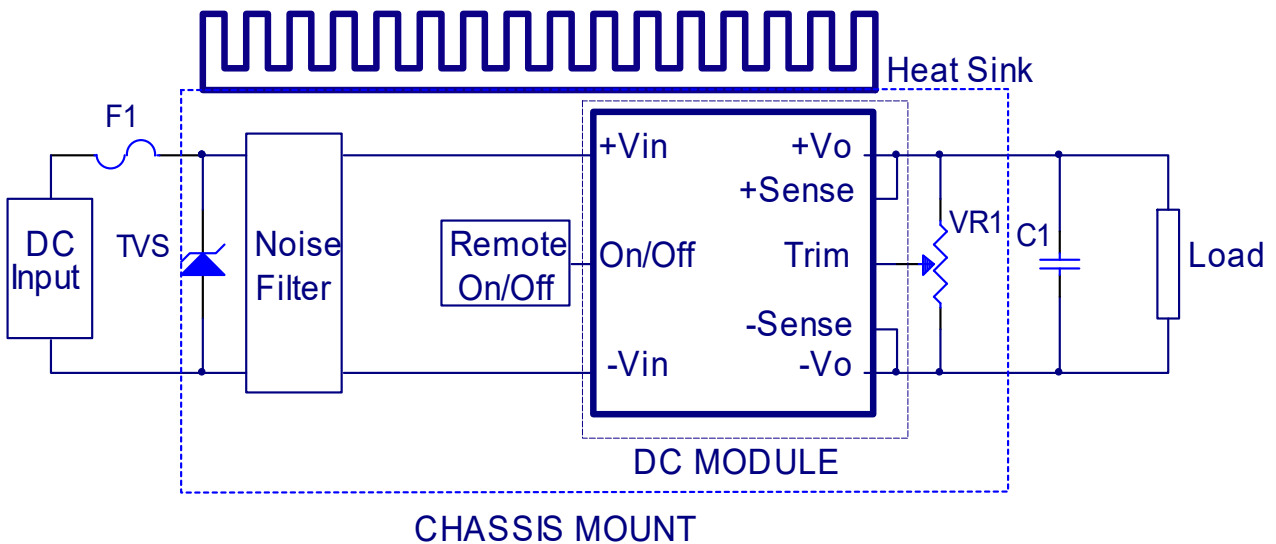 Heat Sink
F1
+Vin
+Vo
+Sense
DC
Input
TVS
Noise
Filter
Remote
On/Off
On/Off
Trim
VR1
C1
Load
-Sense
-Vin
-Vo
DC MODULE
CHASSIS MOUNT